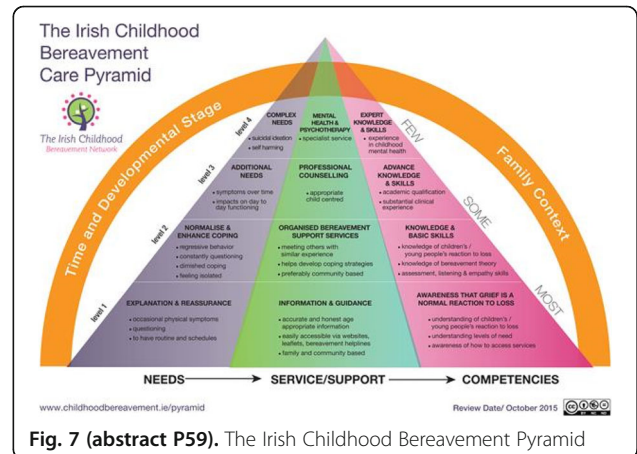 The Irish Childhood
Bereavement
Care Pyramid
The Irish Childhood
Bereavement Network
Time and Developmental Stage
Family Context
level 4
COMPLEX
NEEDS
• suicidal ideation
• self harming
MENTAL
HEALTH &
PSYCHOTHERAPY
• specialist service
EXPERT
KNOWLEDGE
& SKILLS
• experience
in childhood
mental health
FEW
level 3
ADDITIONAL
NEEDS
• symptoms over time
• impacts on day to
day functioning
PROFESSIONAL
COUNSELLING
• appropriate
child centred
ADVANCE
KNOWLEDGE
& SKILLS
• academic qualification
• substantial clinical
experience
SOME
level 2
NORMALISE &
ENHANCE COPING
• regressive behavior
• constantly questioning
• diminished coping
• feeling isolated
ORGANISED BEREAVEMENT
SUPPORT SERVICES
• meeting others with
similar experience
• helps develop coping strategies
• preferably community based
KNOWLEDGE &
BASIC SKILLS
• knowledge of children's /
young people's reaction to loss
• knowledge of bereavement theory
• assessment, listening & empathy skills
MOST
level 1
EXPLANATION & REASSURANCE
• occasional physical symptoms
• questioning
• to have routine and schedules
INFORMATION & GUIDANCE
• accurate and honest age
appropriate information
• easily accessible via websites,
leaflets, bereavement helplines
• family and community based
AWARENESS THAT GRIEF IS A
NORMAL REACTION TO LOSS
• understanding of children's /
young people's reaction to loss
• understanding levels of need
• awareness of how to access services
NEEDS SERVICE/SUPPORT COMPETENCIES
www.childhoodbereavement.ie/pyramid
Review Date/ October 2015
Fig. 7 (abstract P59). The Irish Childhood Bereavement Pyramid